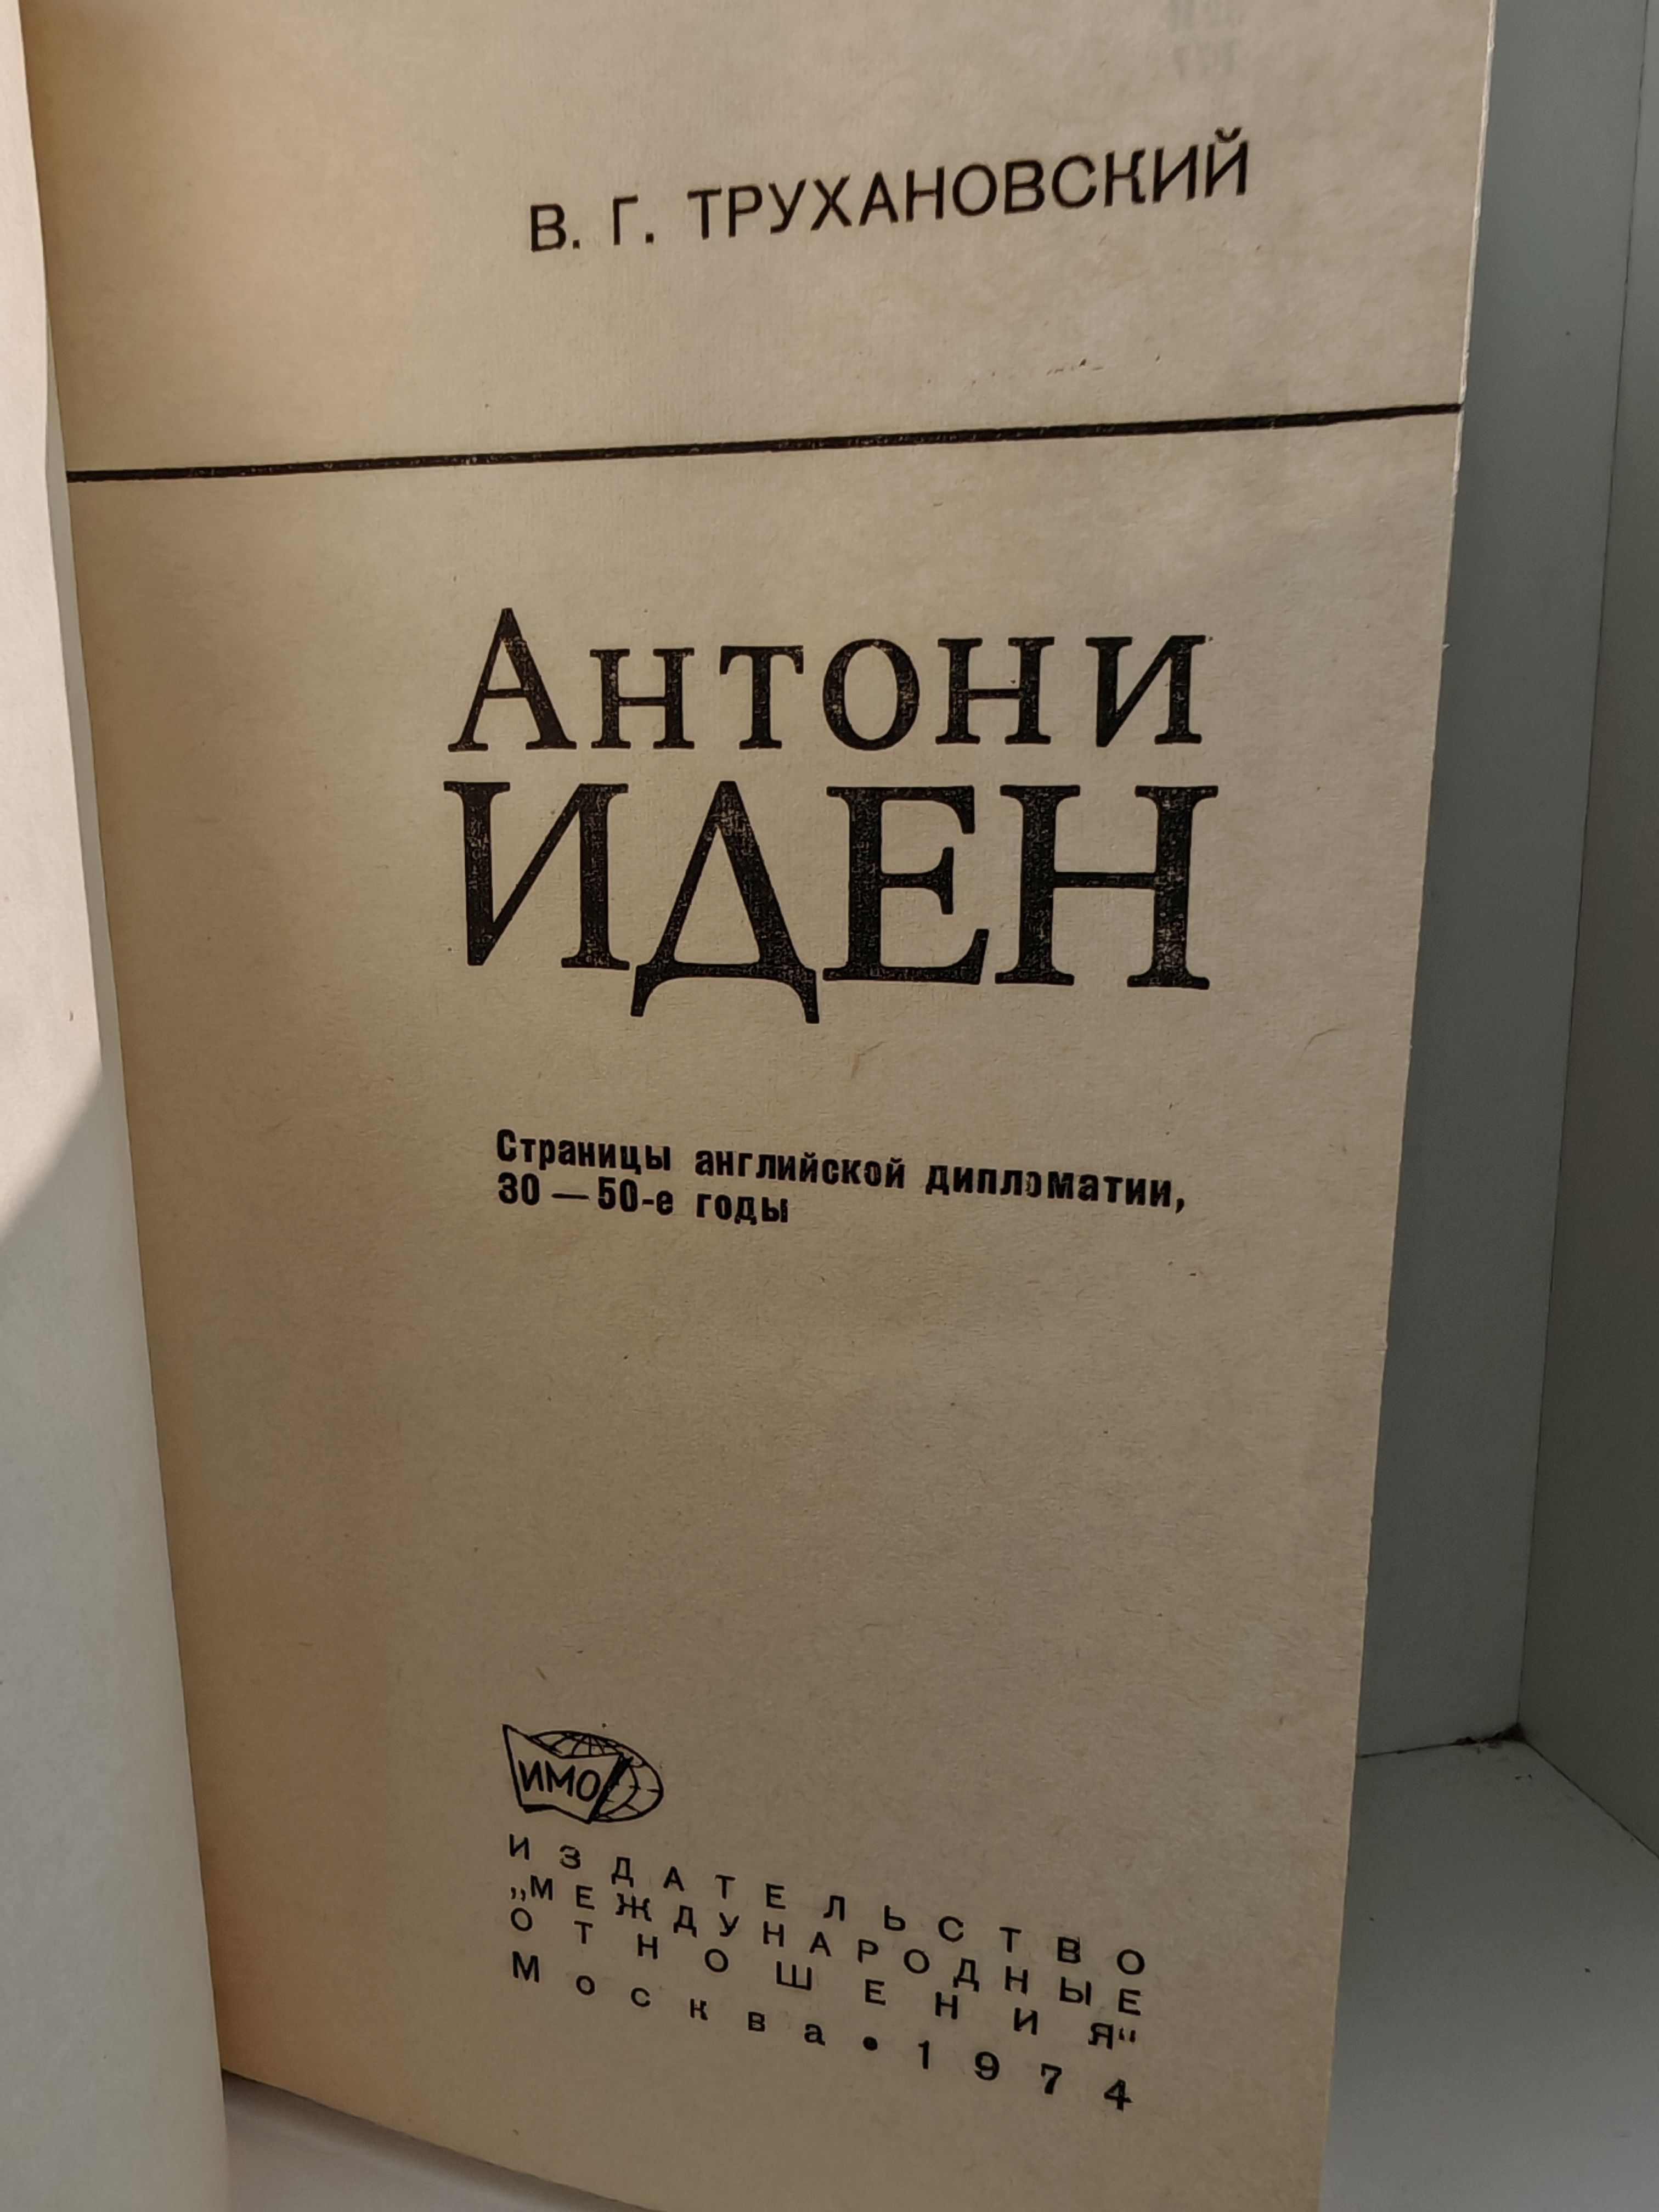 В. Г. ТРУХАНОВСКИЙ
Антони
ИДЕН
Страницы английской дипломатии,
30 — 50-е годы
ИМО
ИЗДАТЕЛЬСТВО
„МЕЖДУНАРОДНЫЕ
ОТНОШЕНИЯ“
Москва • 1974